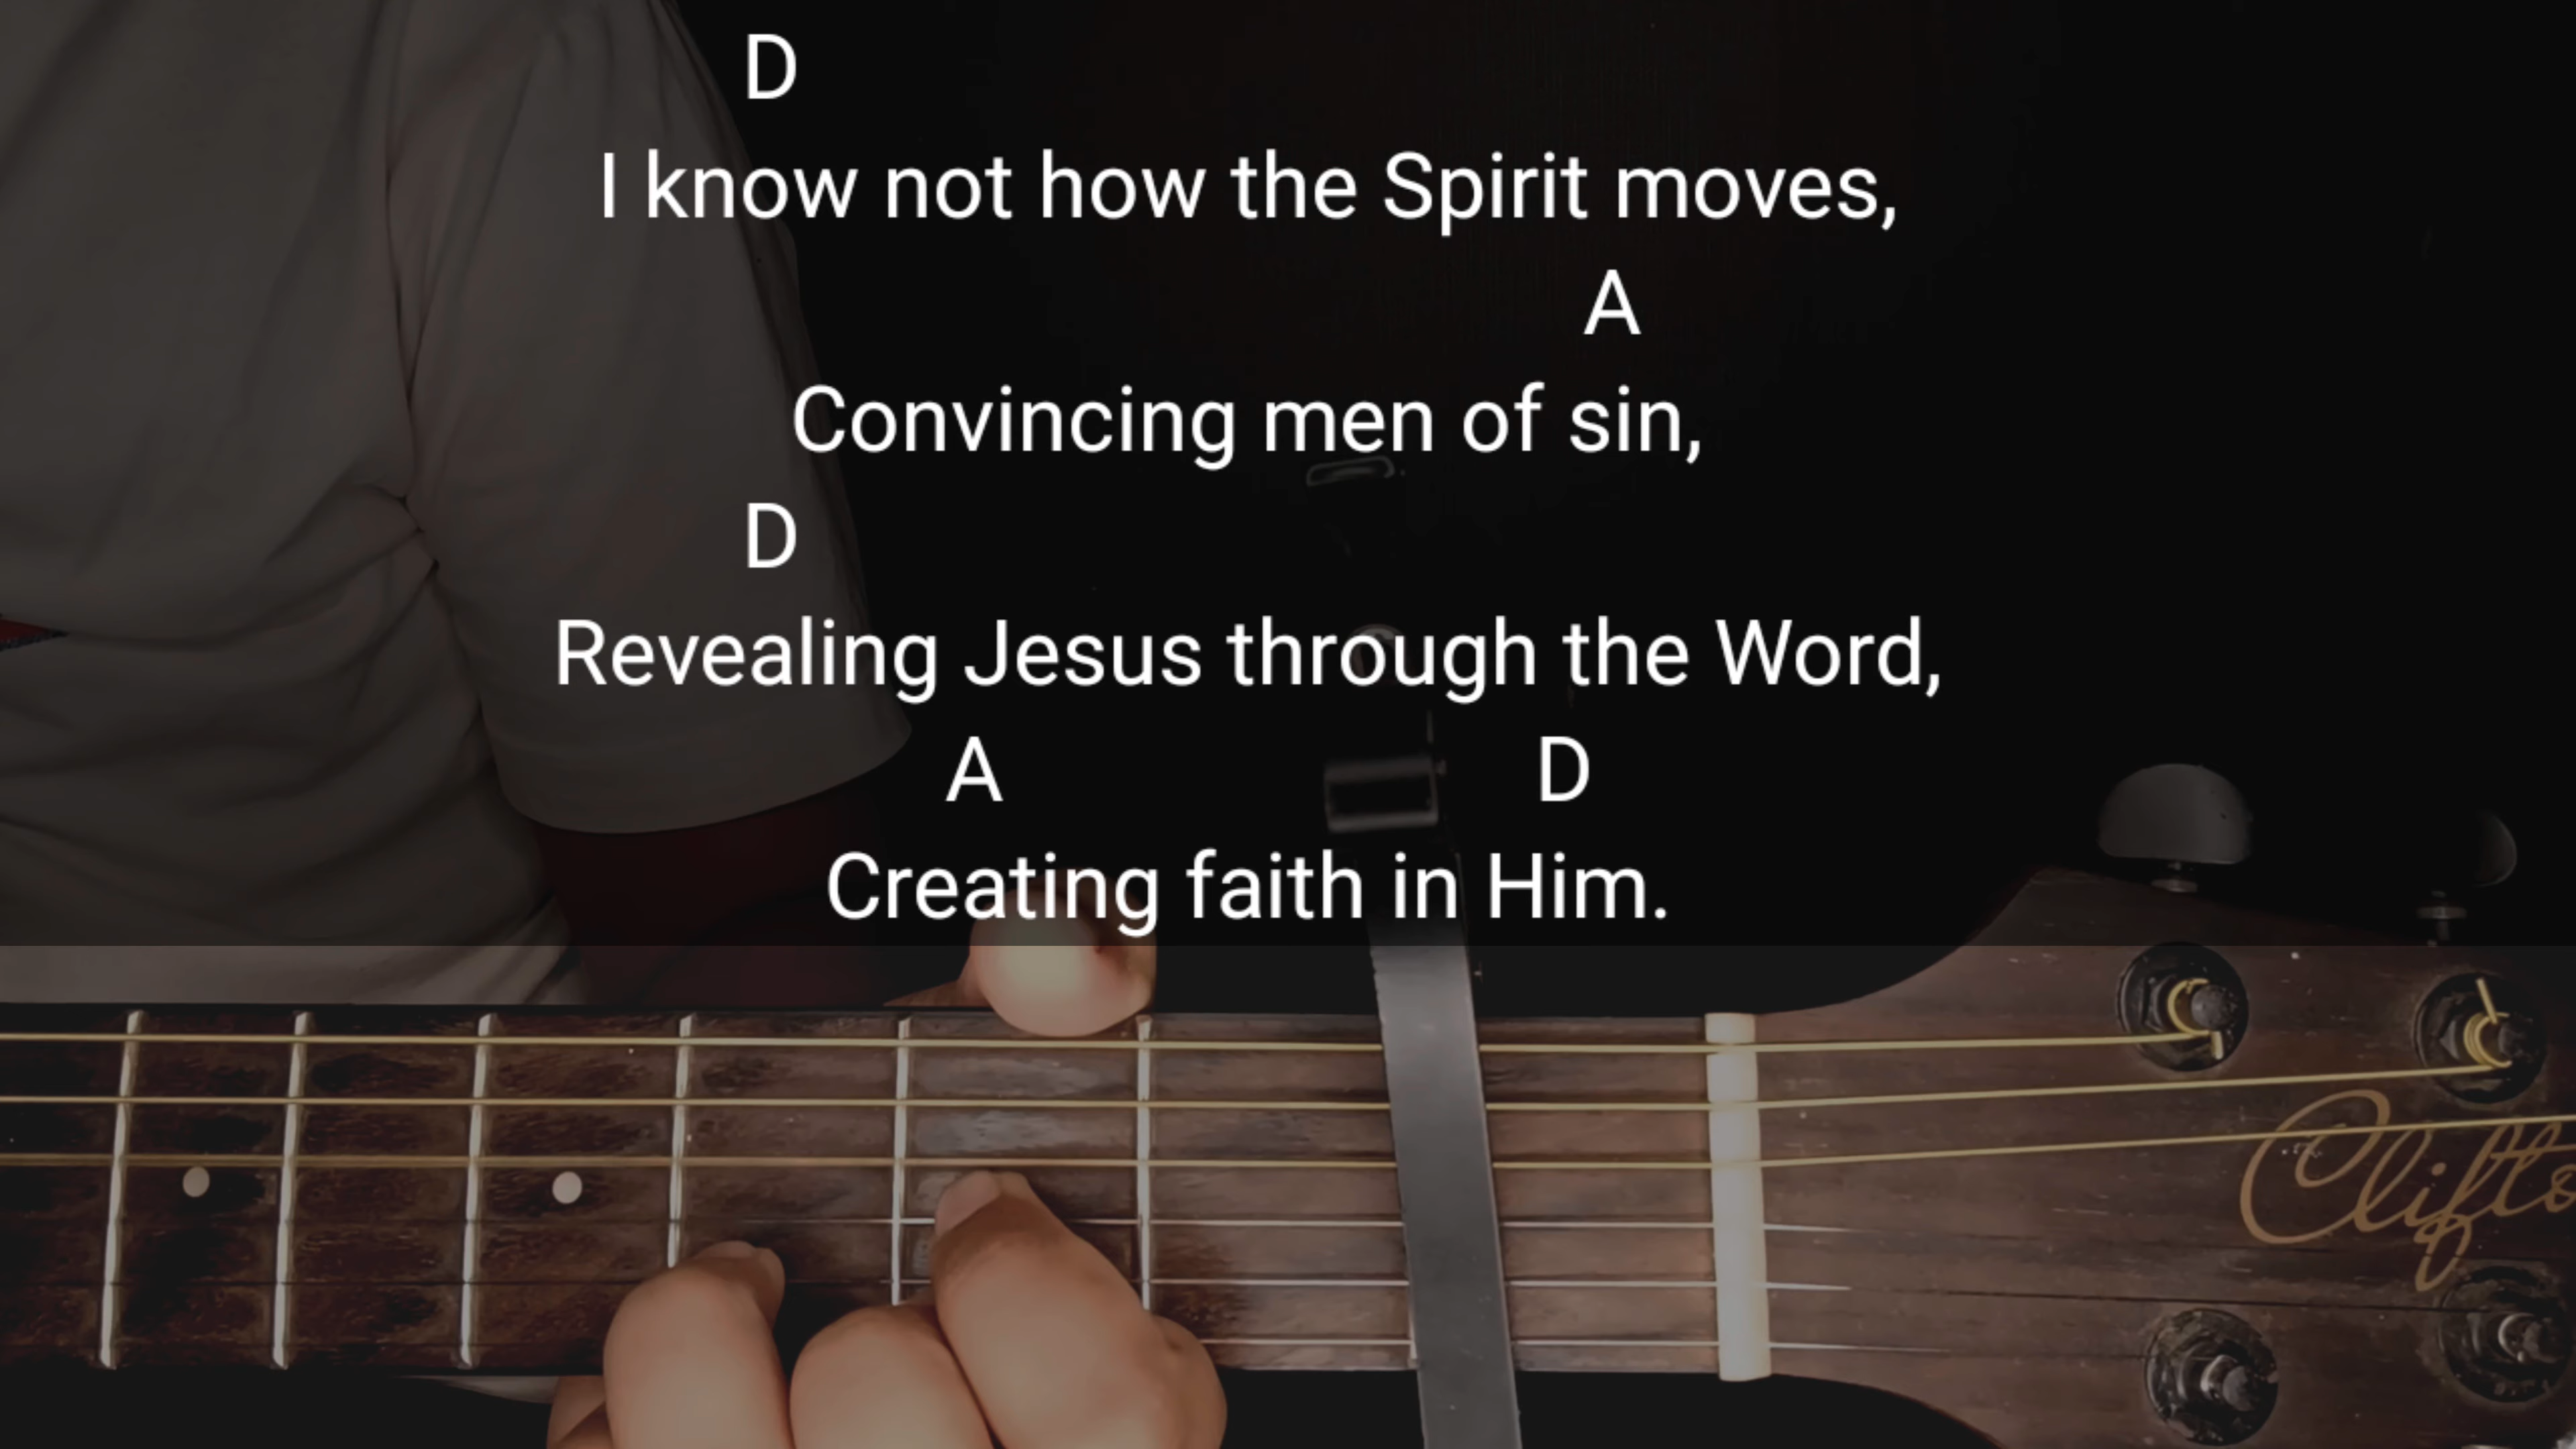 D
I know not how the Spirit moves,
A
Convincing men of sin,
D
Revealing Jesus through the Word,
A D
Creating faith in Him.